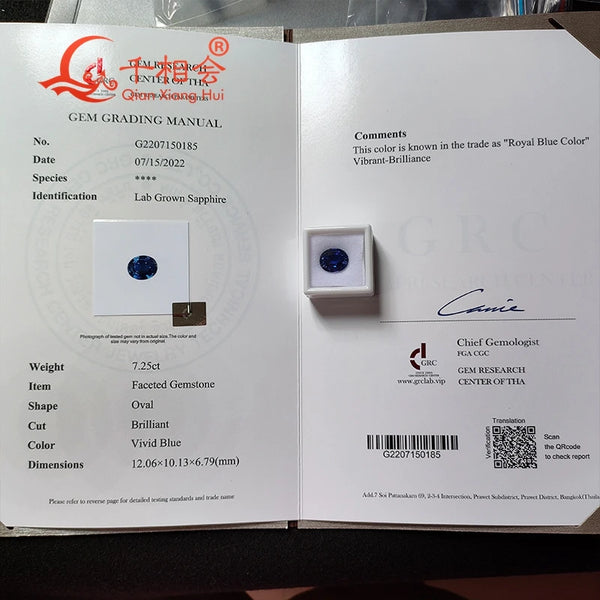 千相会®
Qian Xiang Hui
GEM RESEARCH
CENTER OF THA
GRC
GEM GRADING MANUAL
No. G2207150185
Date 07/15/2022
Species ****
Identification Lab Grown Sapphire
Photograph of tested gem not in actual size.The color and
size may vary from original.
Weight 7.25ct
Item Faceted Gemstone
Shape Oval
Cut Brilliant
Color Vivid Blue
Dimensions 12.06×10.13×6.79(mm)
Please refer to reverse page for detailed testing standards and trade name
Comments
This color is known in the trade as "Royal Blue Color"
Vibrant-Brilliance
GRC
Chief Gemologist
FGA CGC
GRC
www.grclab.vip
GEM RESEARCH
CENTER OF THA
G2207150185
Verification
Translation
Scan
the QRcode
to check report
Add.7 Soi Pattanakarn 69, 2-3-4 Intersection, Prawet Subdistrict, Prawet District, Bangkok(Thaila